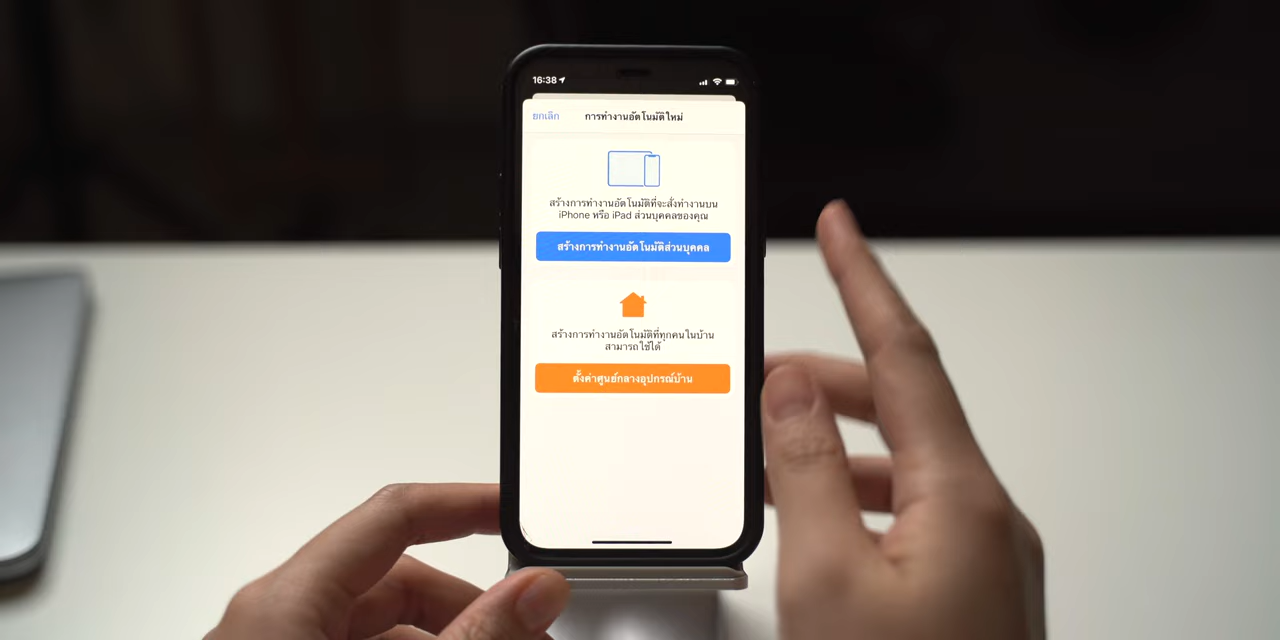 16:38
ยกเลิก
การทำงานอัตโนมัติใหม่
สร้างการทำงานอัตโนมัติที่จะสั่งทำงานบน
iPhone หรือ iPad ส่วนบุคคลของคุณ
สร้างการทำงานอัตโนมัติส่วนบุคคล
สร้างการทำงานอัตโนมัติที่ทุกคนในบ้าน
สามารถใช้ได้
ตั้งค่าศูนย์กลางอุปกรณ์บ้าน